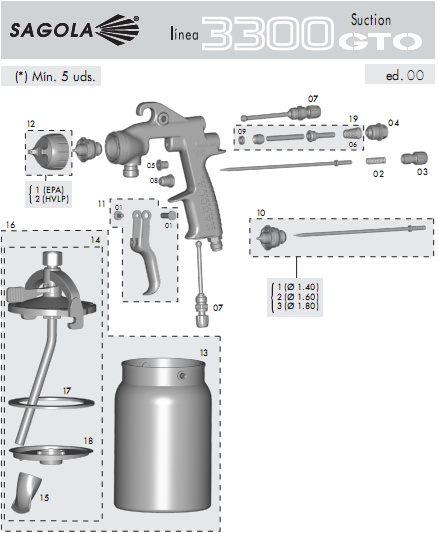 SAGOLA
línea 3300 GTO
Suction
(*) Mín. 5 uds.
ed. 00
07
12
19
04
09
06
05
08
02
03
1 (EPA)
2 (HVLP)
11
01
01
10
16
14
1 (Ø 1.40)
2 (Ø 1.60)
3 (Ø 1.80)
07
13
17
18
15